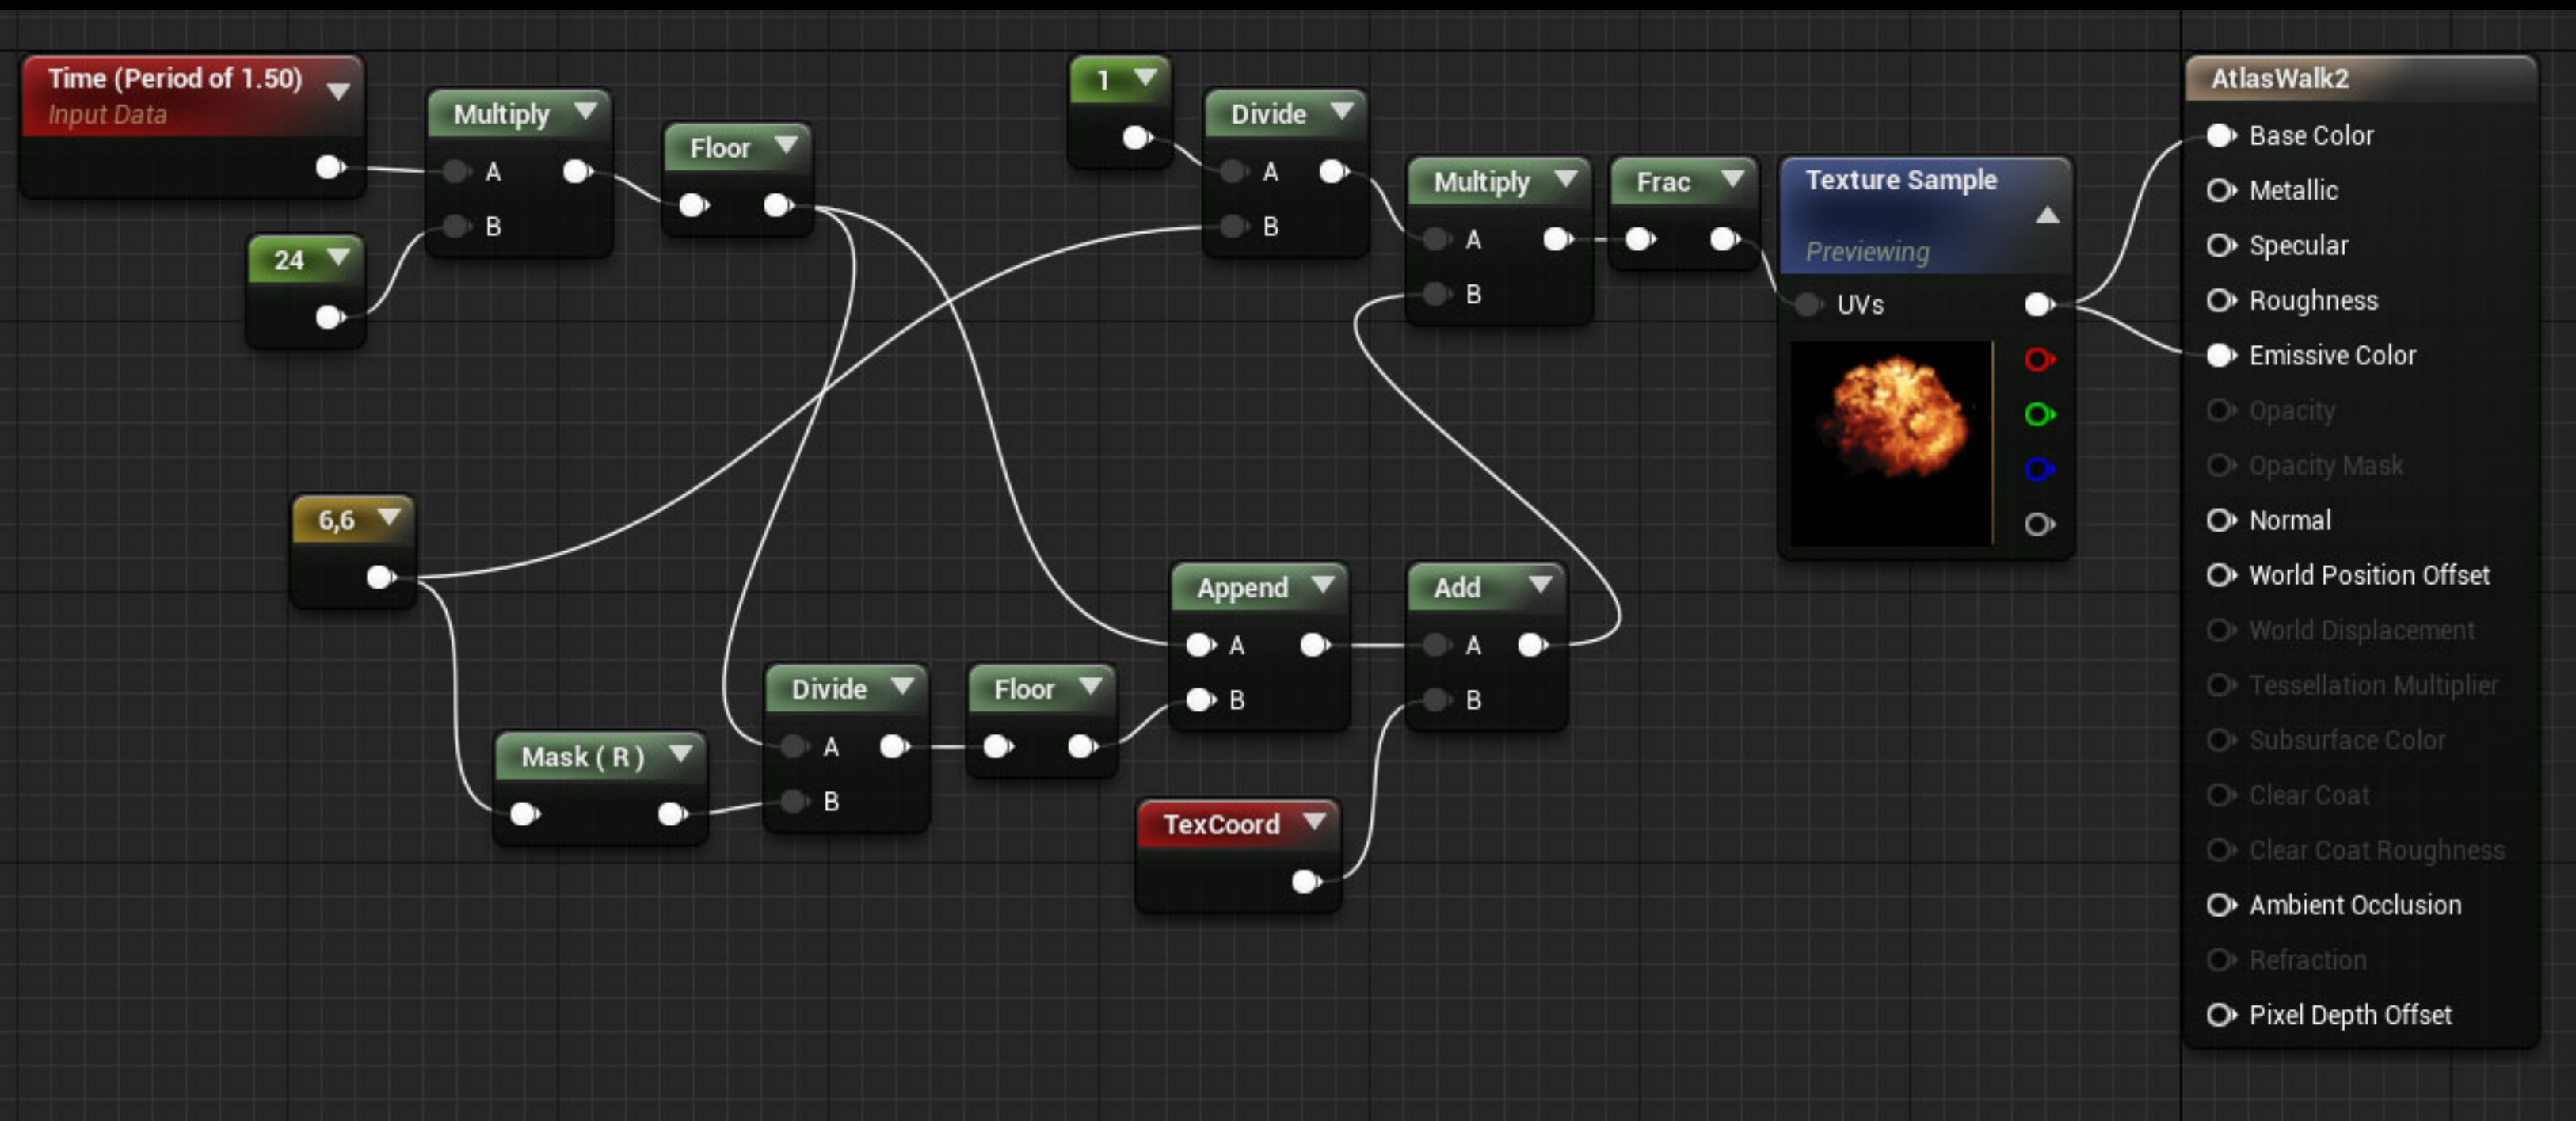 Time (Period of 1.50)
Input Data
24
Multiply
A
B
Floor
1
Divide
A
B
Multiply
A
B
Frac
Texture Sample
Previewing
UVs
6,6
Mask ( R )
Divide
A
B
Floor
Append
A
B
Add
A
B
TexCoord
AtlasWalk2
Base Color
Metallic
Specular
Roughness
Emissive Color
Opacity
Opacity Mask
Normal
World Position Offset
World Displacement
Tessellation Multiplier
Subsurface Color
Clear Coat
Clear Coat Roughness
Ambient Occlusion
Refraction
Pixel Depth Offset